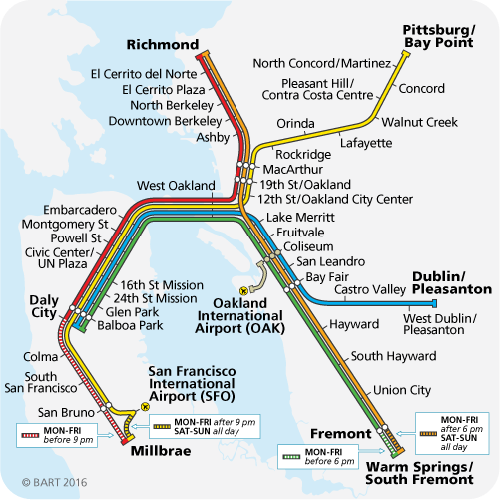 Richmond
El Cerrito del Norte
El Cerrito Plaza
North Berkeley
Downtown Berkeley
Ashby
Pittsburg/
Bay Point
North Concord/Martinez
Concord
Pleasant Hill/
Contra Costa Centre
Walnut Creek
Orinda
Lafayette
Rockridge
MacArthur
19th St/Oakland
12th St/Oakland City Center
West Oakland
Lake Merritt
Fruitvale
Coliseum
San Leandro
Bay Fair
Embarcadero
Montgomery St
Powell St
Civic Center/
UN Plaza
16th St Mission
24th St Mission
Glen Park
Balboa Park
Daly
City
Oakland
International
Airport (OAK)
Castro Valley
Dublin/
Pleasanton
West Dublin/
Pleasanton
Hayward
South Hayward
Union City
Colma
South
San Francisco
San Bruno
San Francisco
International
Airport (SFO)
MON-FRI
before 9 pm
MON-FRI after 9 pm
SAT-SUN all day
Millbrae
Fremont
MON-FRI
before 6 pm
MON-FRI
after 6 pm
SAT-SUN
all day
Warm Springs/
South Fremont
© BART 2016